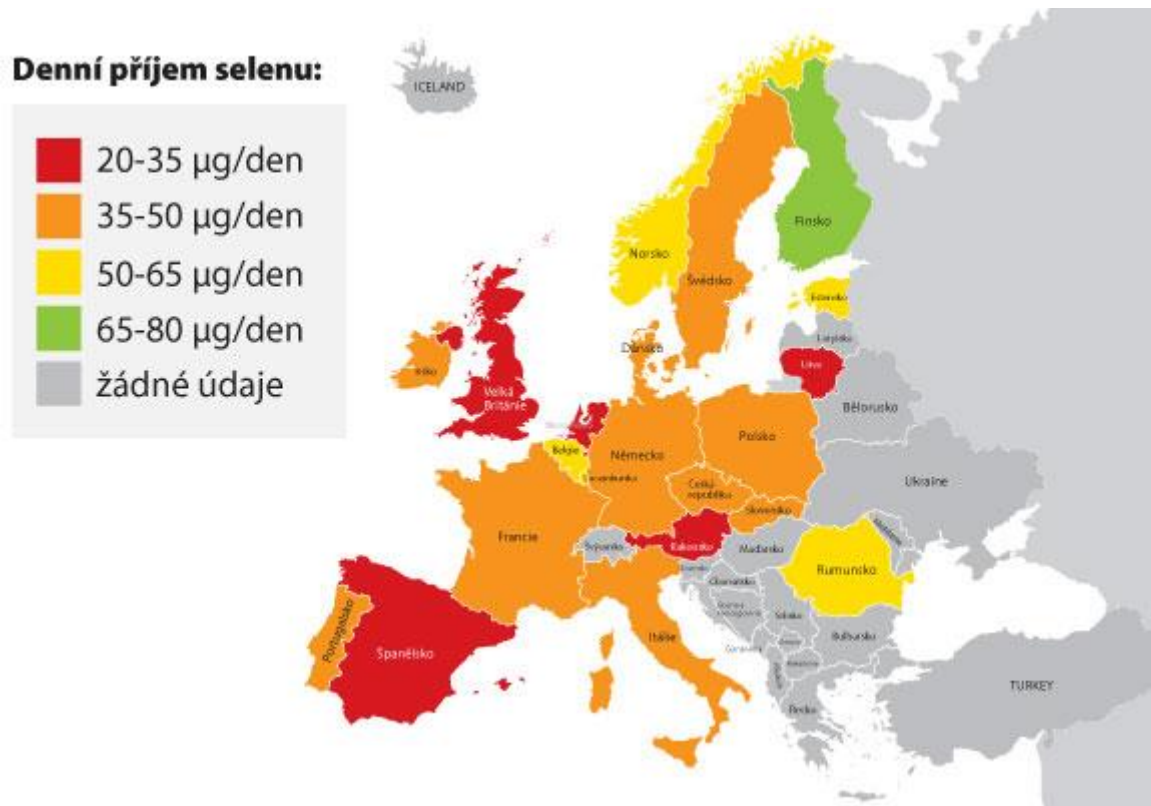 Denní příjem selenu:
20-35 µg/den
35-50 µg/den
50-65 µg/den
65-80 µg/den
žádné údaje
ICELAND
Finsko
Norsko
Švédsko
Estonsko
Dánsko
Litva
Irsko
Velká
Británie
Bělorusko
Polsko
Belgie
Německo
Česká
republika
Ukraine
Slovensko
Francie
Švýcarsko
Rakousko
Maďarsko
Rumunsko
Chorvatsko
Srbsko
Bulharsko
Portugalsko
Španělsko
Itálie
TURKEY
Řecko